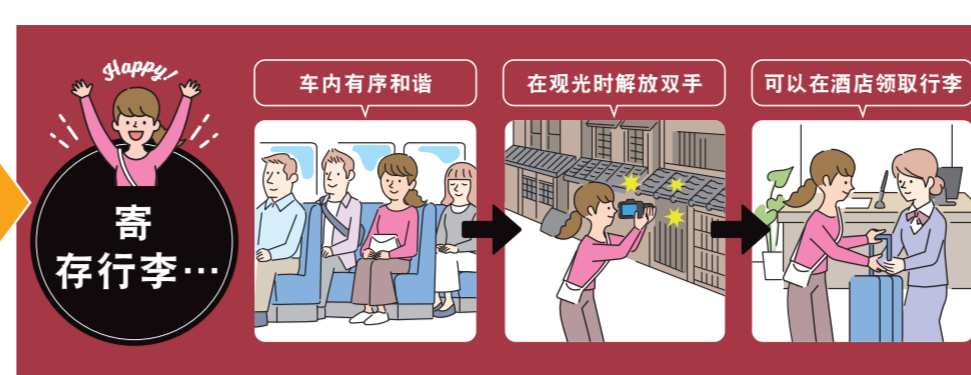 Happy!
寄
存行李…
车内有序和谐
在观光时解放双手
可以在酒店领取行李